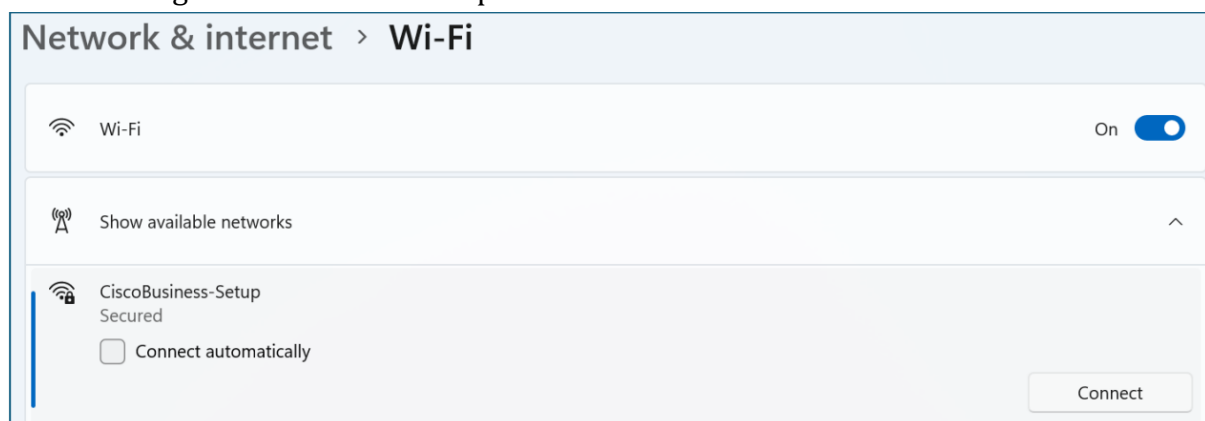 Network & internet > Wi-Fi
Wi-Fi On
Show available networks
CiscoBusiness-Setup
Secured
Connect automatically
Connect